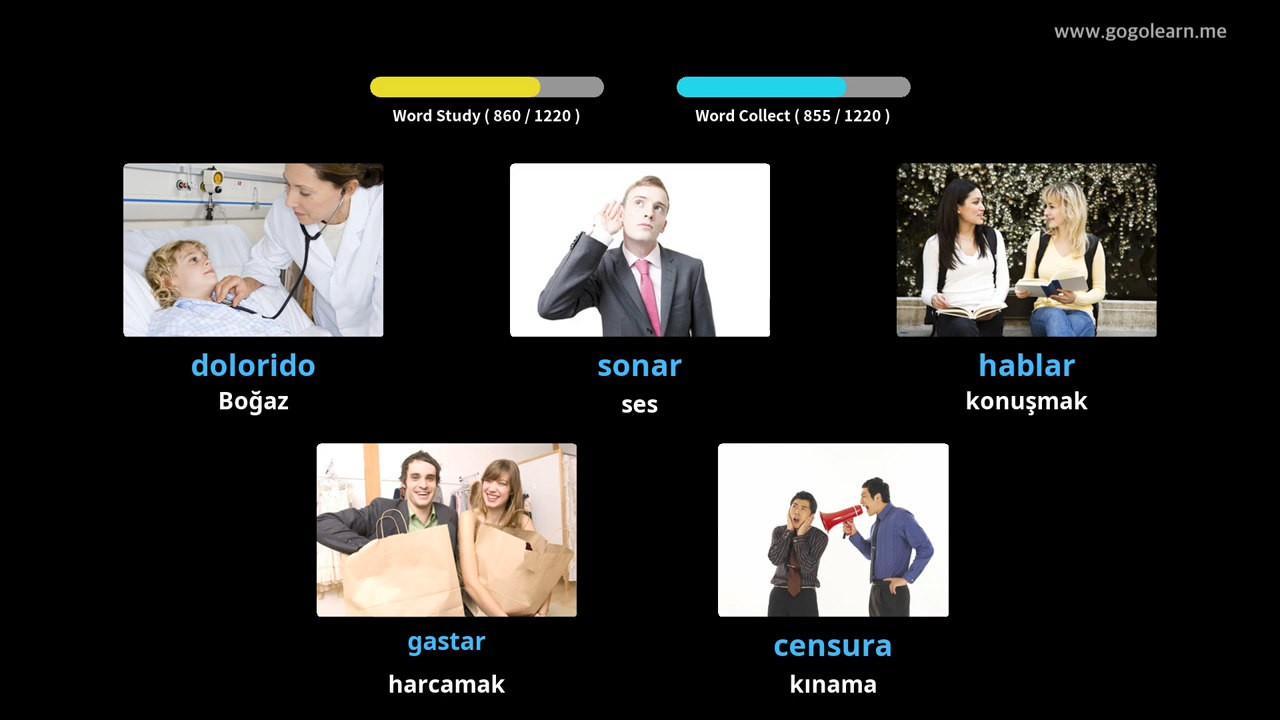 www.gogolearn.me
Word Study ( 860 / 1220 )
Word Collect ( 855 / 1220 )
dolorido
Boğaz
sonar
ses
hablar
konuşmak
gastar
harcamak
censura
kınama